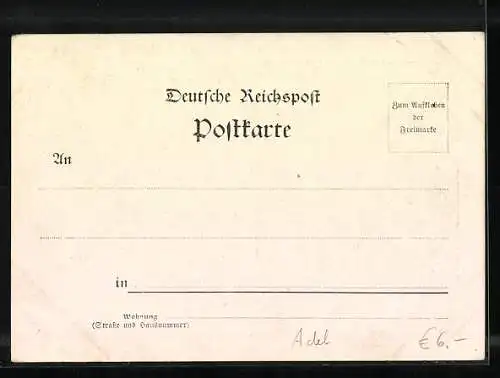 Deutsche Reichspost
Postkarte
Zum Aufkleben
der
Freimarke
An
in
Wohnung
(Straße und Hausnummer)
Adel
€ 6.-